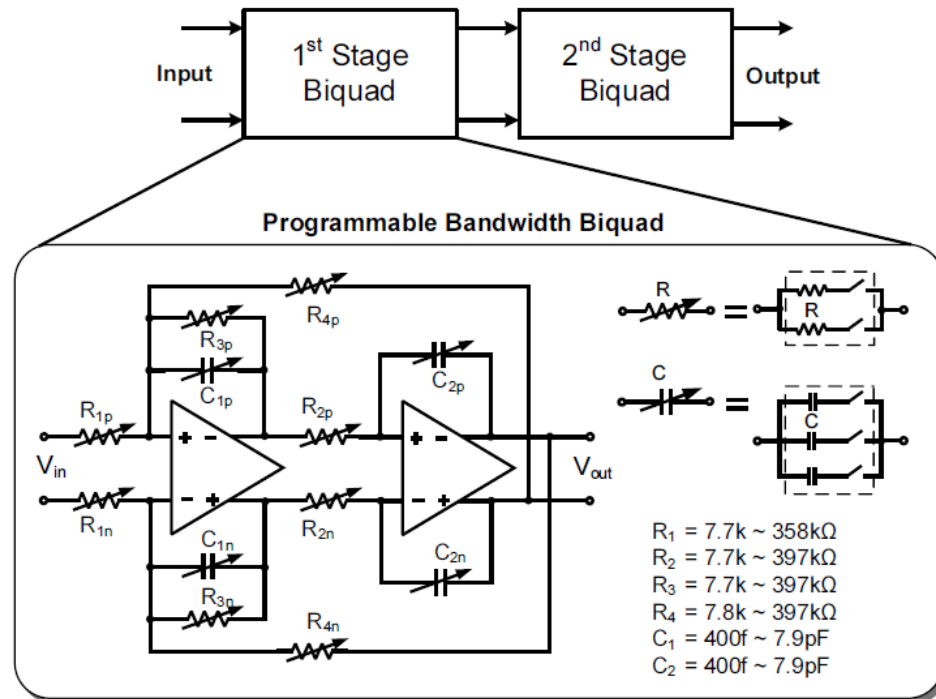 1st Stage Biquad
2nd Stage Biquad
Input
Output
Programmable Bandwidth Biquad
R4p
R3p
C1p
C2p
R1p
R2p
+ −
+ −
Vin
Vout
− +
− +
R1n
R2n
C1n
C2n
R3n
R4n
R
=
R
C
=
C
R1 = 7.7k ~ 358kΩ
R2 = 7.7k ~ 397kΩ
R3 = 7.7k ~ 397kΩ
R4 = 7.8k ~ 397kΩ
C1 = 400f ~ 7.9pF
C2 = 400f ~ 7.9pF